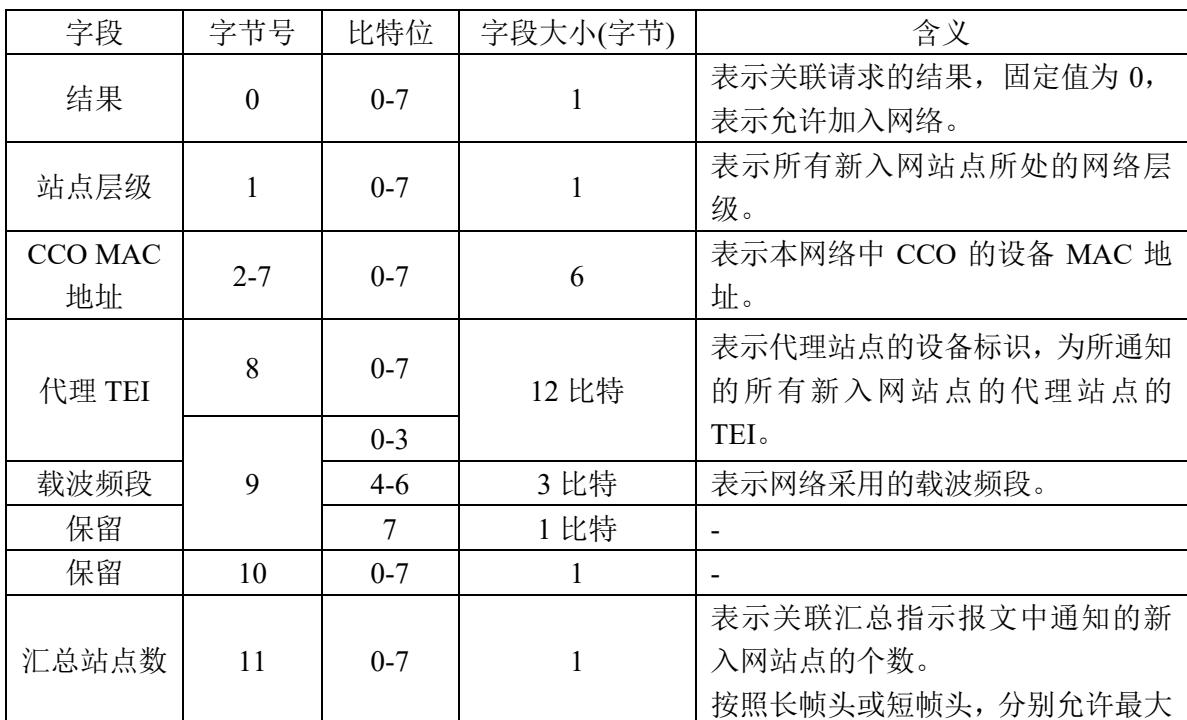 字段 字节号 比特位 字段大小(字节) 含义
结果 0 0-7 1 表示关联请求的结果，固定值为 0，
表示允许加入网络。
站点层级 1 0-7 1 表示所有新入网站点所处的网络层
级。
CCO MAC
地址 2-7 0-7 6 表示本网络中 CCO 的设备 MAC 地
址。
代理 TEI 8 0-7 12 比特 表示代理站点的设备标识，为所通知
的所有新入网站点的代理站点的
TEI。
9 0-3
载波频段 4-6 3 比特 表示网络采用的载波频段。
保留 7 1 比特 -
保留 10 0-7 1 -
汇总站点数 11 0-7 1 表示关联汇总指示报文中通知的新
入网站点的个数。
按照长帧头或短帧头，分别允许最大